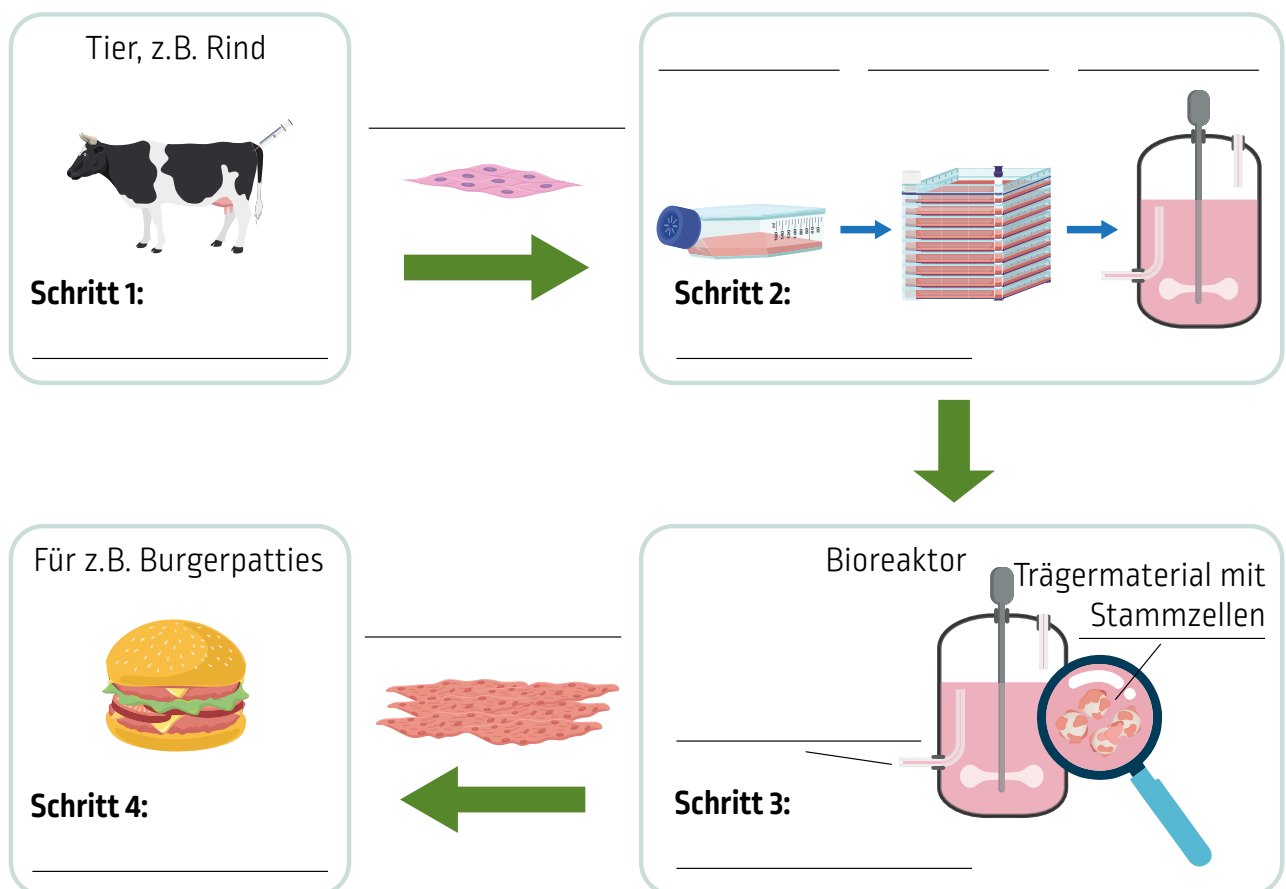 Tier, z.B. Rind
Schritt 1:
Schritt 2:
Für z.B. Burgerpatties
Schritt 4:
Bioreaktor
Trägermaterial mit
Stammzellen
Schritt 3: